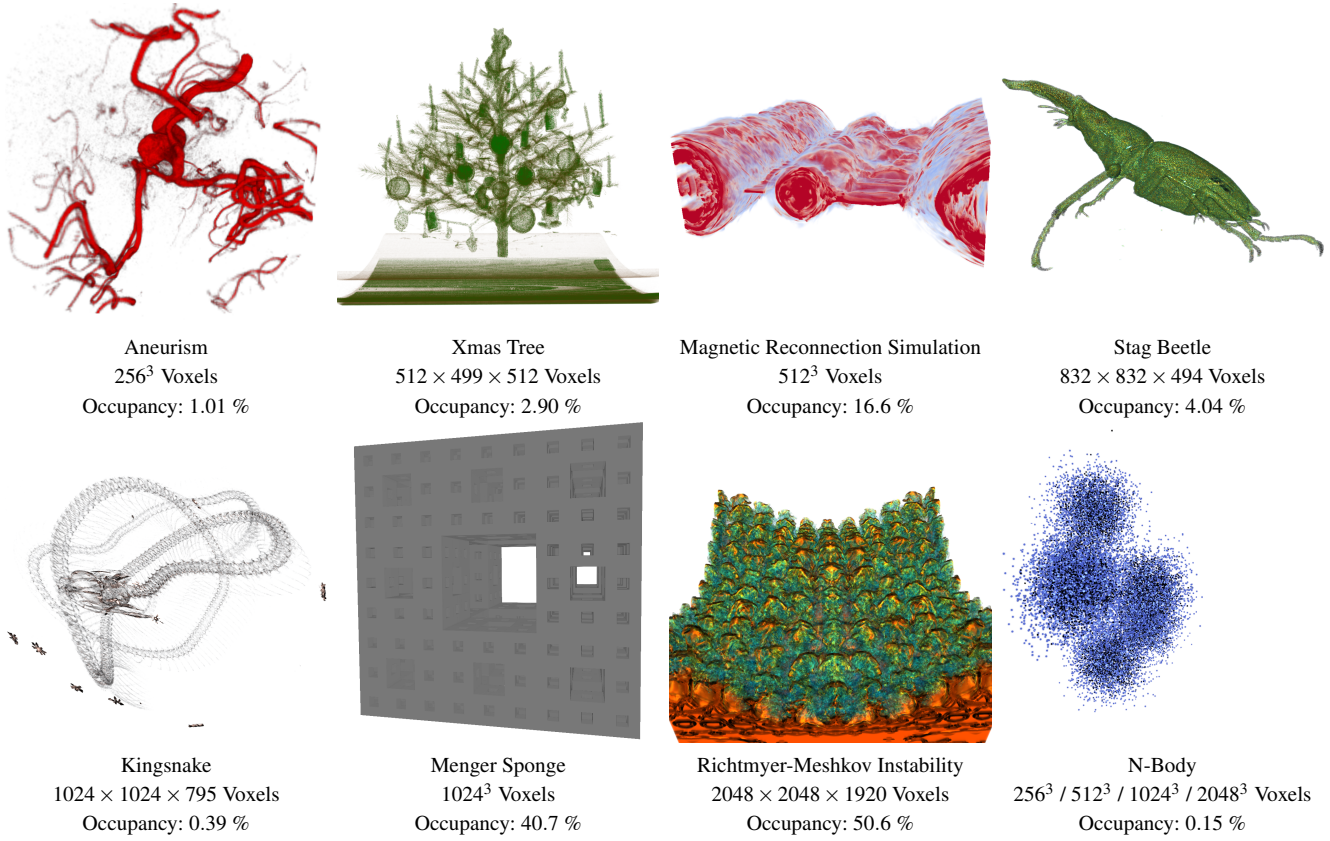 Aneurism
256³ Voxels
Occupancy: 1.01 %
Xmas Tree
512 × 499 × 512 Voxels
Occupancy: 2.90 %
Magnetic Reconnection Simulation
512³ Voxels
Occupancy: 16.6 %
Stag Beetle
832 × 832 × 494 Voxels
Occupancy: 4.04 %
Kingsnake
1024 × 1024 × 795 Voxels
Occupancy: 0.39 %
Menger Sponge
1024³ Voxels
Occupancy: 40.7 %
Richtmyer-Meshkov Instability
2048 × 2048 × 1920 Voxels
Occupancy: 50.6 %
N-Body
256³ / 512³ / 1024³ / 2048³ Voxels
Occupancy: 0.15 %